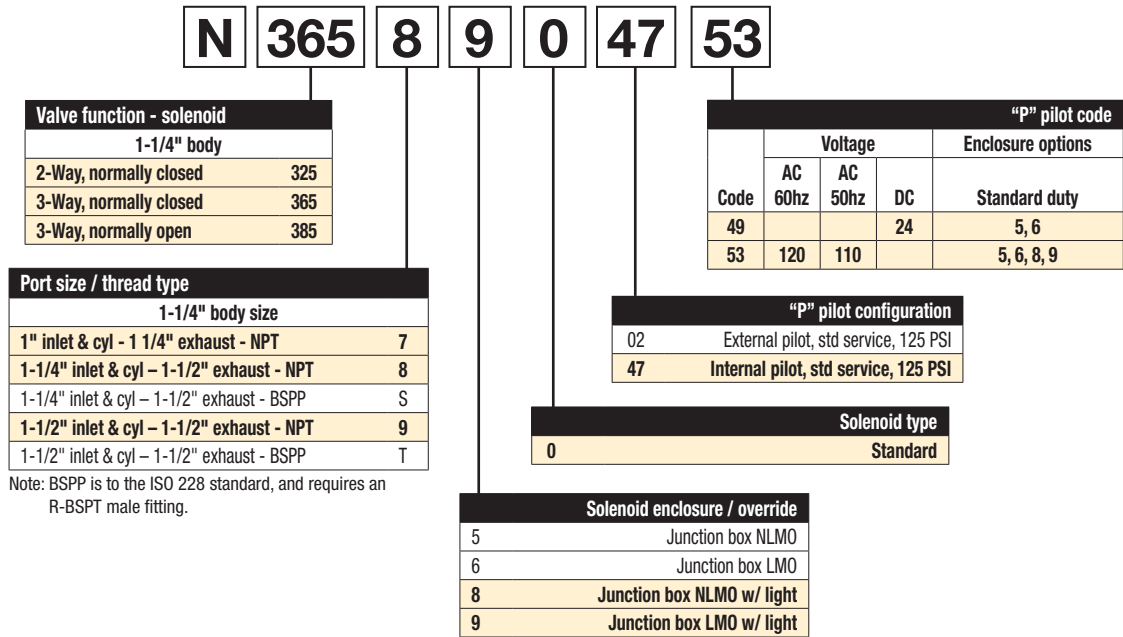 N 365 8 9 0 47 53
Valve function - solenoid
1-1/4" body
2-Way, normally closed 325
3-Way, normally closed 365
3-Way, normally open 385
Port size / thread type
1-1/4" body size
1" inlet & cyl - 1 1/4" exhaust - NPT 7
1-1/4" inlet & cyl – 1-1/2" exhaust - NPT 8
1-1/4" inlet & cyl – 1-1/2" exhaust - BSPP S
1-1/2" inlet & cyl – 1-1/2" exhaust - NPT 9
1-1/2" inlet & cyl – 1-1/2" exhaust - BSPP T
Note: BSPP is to the ISO 228 standard, and requires an
R-BSPT male fitting.
"P" pilot code
Voltage Enclosure options
Code AC 60hz AC 50hz DC Standard duty
49 24 5, 6
53 120 110 5, 6, 8, 9
"P" pilot configuration
02 External pilot, std service, 125 PSI
47 Internal pilot, std service, 125 PSI
Solenoid type
0 Standard
Solenoid enclosure / override
5 Junction box NLMO
6 Junction box LMO
8 Junction box NLMO w/ light
9 Junction box LMO w/ light